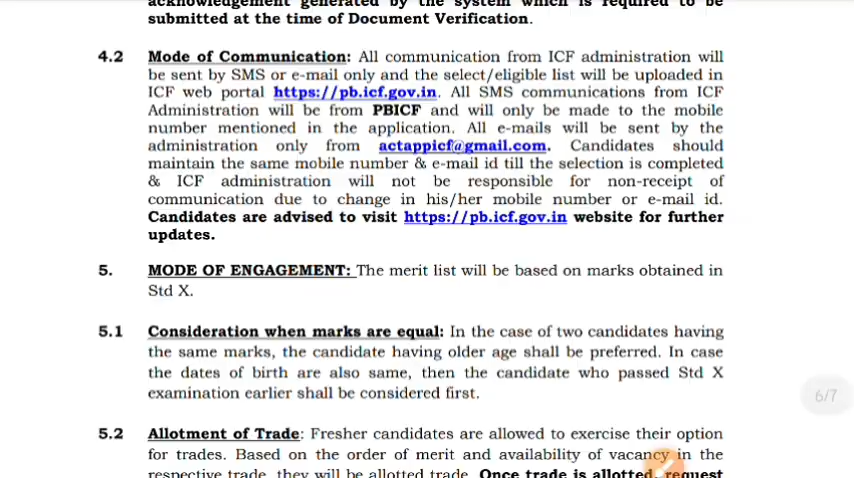 acknowledgement generated by the system which is required to be
submitted at the time of Document Verification.
4.2 Mode of Communication: All communication from ICF administration will
be sent by SMS or e-mail only and the select/eligible list will be uploaded in
ICF web portal https://pb.icf.gov.in. All SMS communications from ICF
Administration will be from PBICF and will only be made to the mobile
number mentioned in the application. All e-mails will be sent by the
administration only from actappicf@gmail.com. Candidates should
maintain the same mobile number & e-mail id till the selection is completed
& ICF administration will not be responsible for non-receipt of
communication due to change in his/her mobile number or e-mail id.
Candidates are advised to visit https://pb.icf.gov.in website for further
updates.
5. MODE OF ENGAGEMENT: The merit list will be based on marks obtained in
Std X.
5.1 Consideration when marks are equal: In the case of two candidates having
the same marks, the candidate having older age shall be preferred. In case
the dates of birth are also same, then the candidate who passed Std X
examination earlier shall be considered first.
6/7
5.2 Allotment of Trade: Fresher candidates are allowed to exercise their option
for trades. Based on the order of merit and availability of vacancy in the
respective trade, they will be allotted trade. Once trade is allotted, request